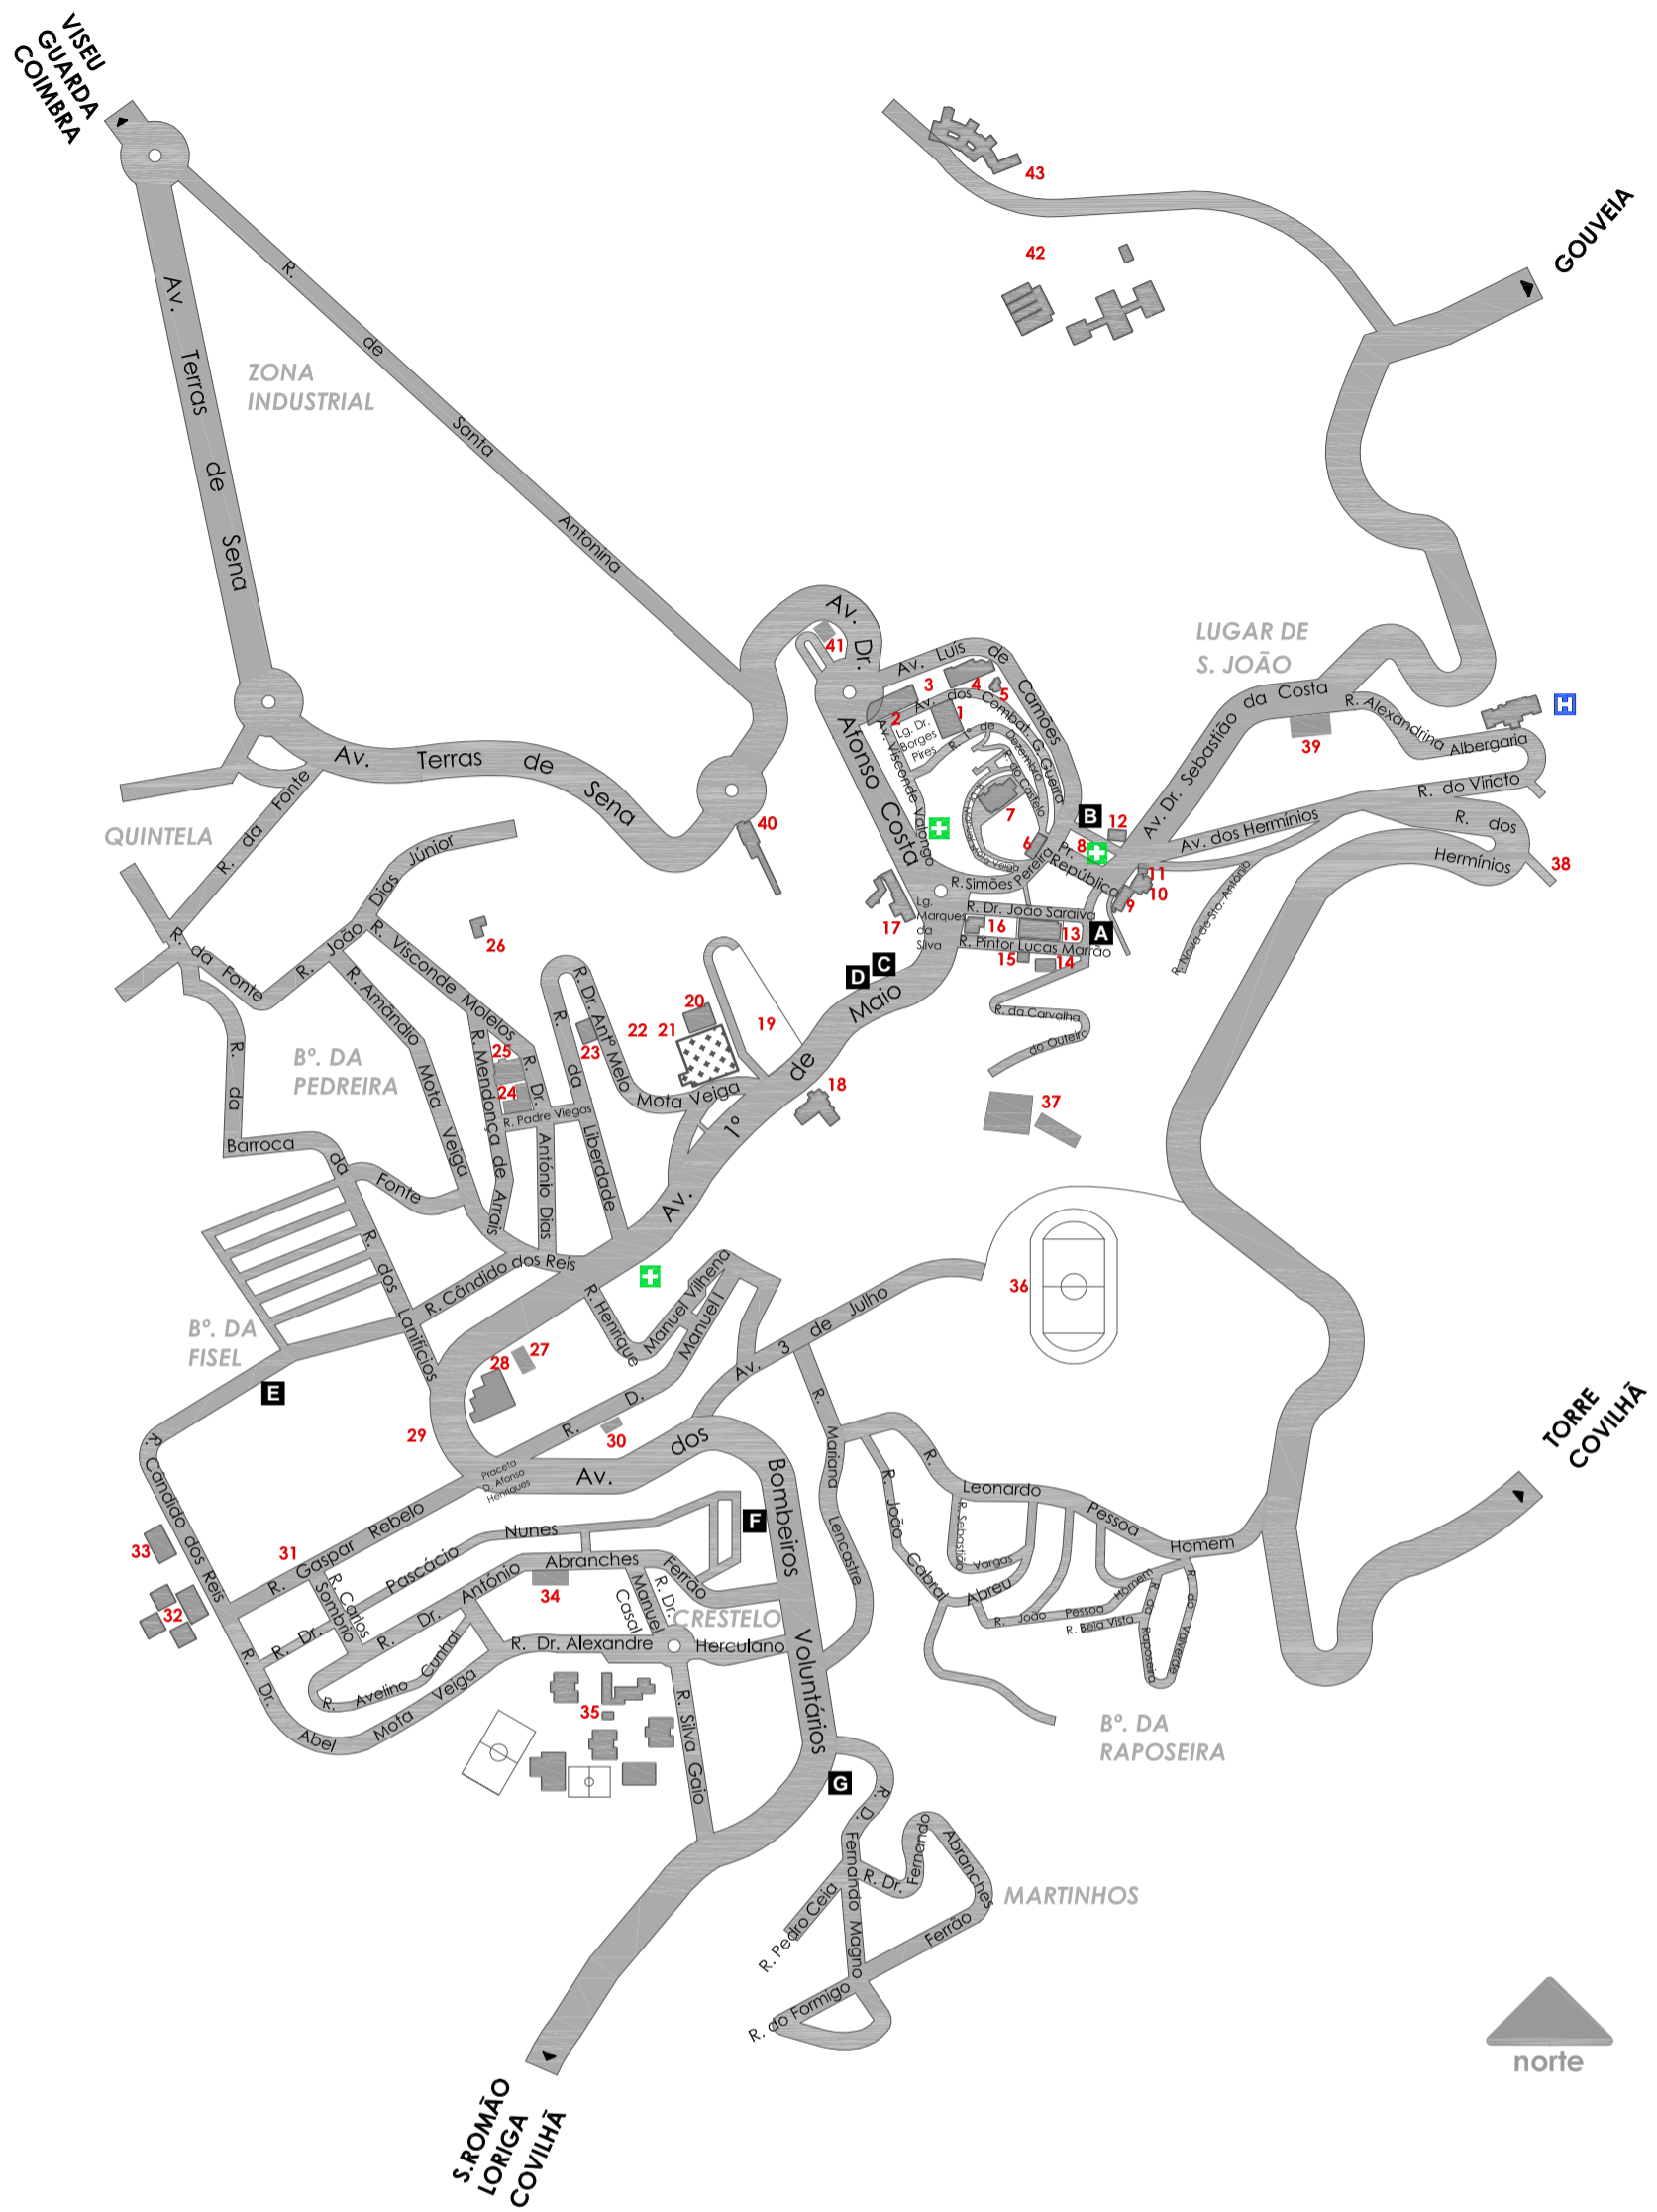 VISEU
GUARDA
COIMBRA
43
42
GOUVEIA
Av. Terras de Sena
R. de Santa Antonina
ZONA
INDUSTRIAL
LUGAR DE
S. JOÃO
H
Av. Dr. Afonso Costa
41
Av. Luís de Camões
3
4
5
2
1
Av. dos Combat. G. Guerra
Lg. Dr.
Borges
Pires
Av. Visconde Valongo
R. do Castelo
7
6
B
12
8
Pr. República
11
10
9
Av. Dr. Sebastião da Costa
39
R. Alexandrina Albergaria
R. do Viriato
Av. dos Hermínios
R. dos Hermínios
38
R. Nova de Sto. António
Av. Terras de Sena
40
QUINTELA
R. da Fonte
R. da Fonte
R. João Dias Júnior
R. Simões Pereira
Lg.
Marques
da
Silva
R. Dr. João Saraiva
16
13
A
R. Pintor Lucas Marrão
15
14
17
D
C
R. da Carvalha
do Outeiro
26
R. Visconde Molelos
R. Amândio Mota Veiga
R. Mendonça de Arrais
25
24
R. Dr. António Dias
R. Padre Viegas
R. da Liberdade
23
R. Dr. Antº Melo Mota Veiga
22
21
20
19
18
37
Bº. DA
PEDREIRA
R. da Barroca da Fonte
Av. 1º de Maio
R. dos Lanifícios
R. Cândido dos Reis
Bº. DA
FISEL
E
R. Henrique
Manuel Vilhena
R. D. Manuel I
27
28
29
30
Av. 3 de Julho
36
TORRE
COVILHÃ
Praceta
D. Afonso
Henriques
Av. dos Bombeiros Voluntários
R. Mariana Lencastre
R. Leonardo Pessoa Homem
R. João Cabral Abreu
R. Sebastião Vargas
R. João Pessoa Homem
R. Bela Vista
R. da Raposeira
R. do Valverde
Bº. DA
RAPOSEIRA
R. Cândido dos Reis
33
32
31
R. Gaspar Rebelo
R. Dr. Pascácio Nunes
F
R. Carlos
Sombrio
R. Dr. António Abranches Ferrão
34
R. Dr.
Manuel
Casal
CRESTELO
R. Avelino Cunhal
R. Dr. Alexandre Herculano
R. Dr. Abel Mota Veiga
35
R. Silva Gaio
G
R. D. Fernando Magno
R. Dr. Fernando Abranches Ferrão
R. Pedro Ceia
R. do Formigo
MARTINHOS
norte
S.ROMÃO
LORIGA
COVILHÃ